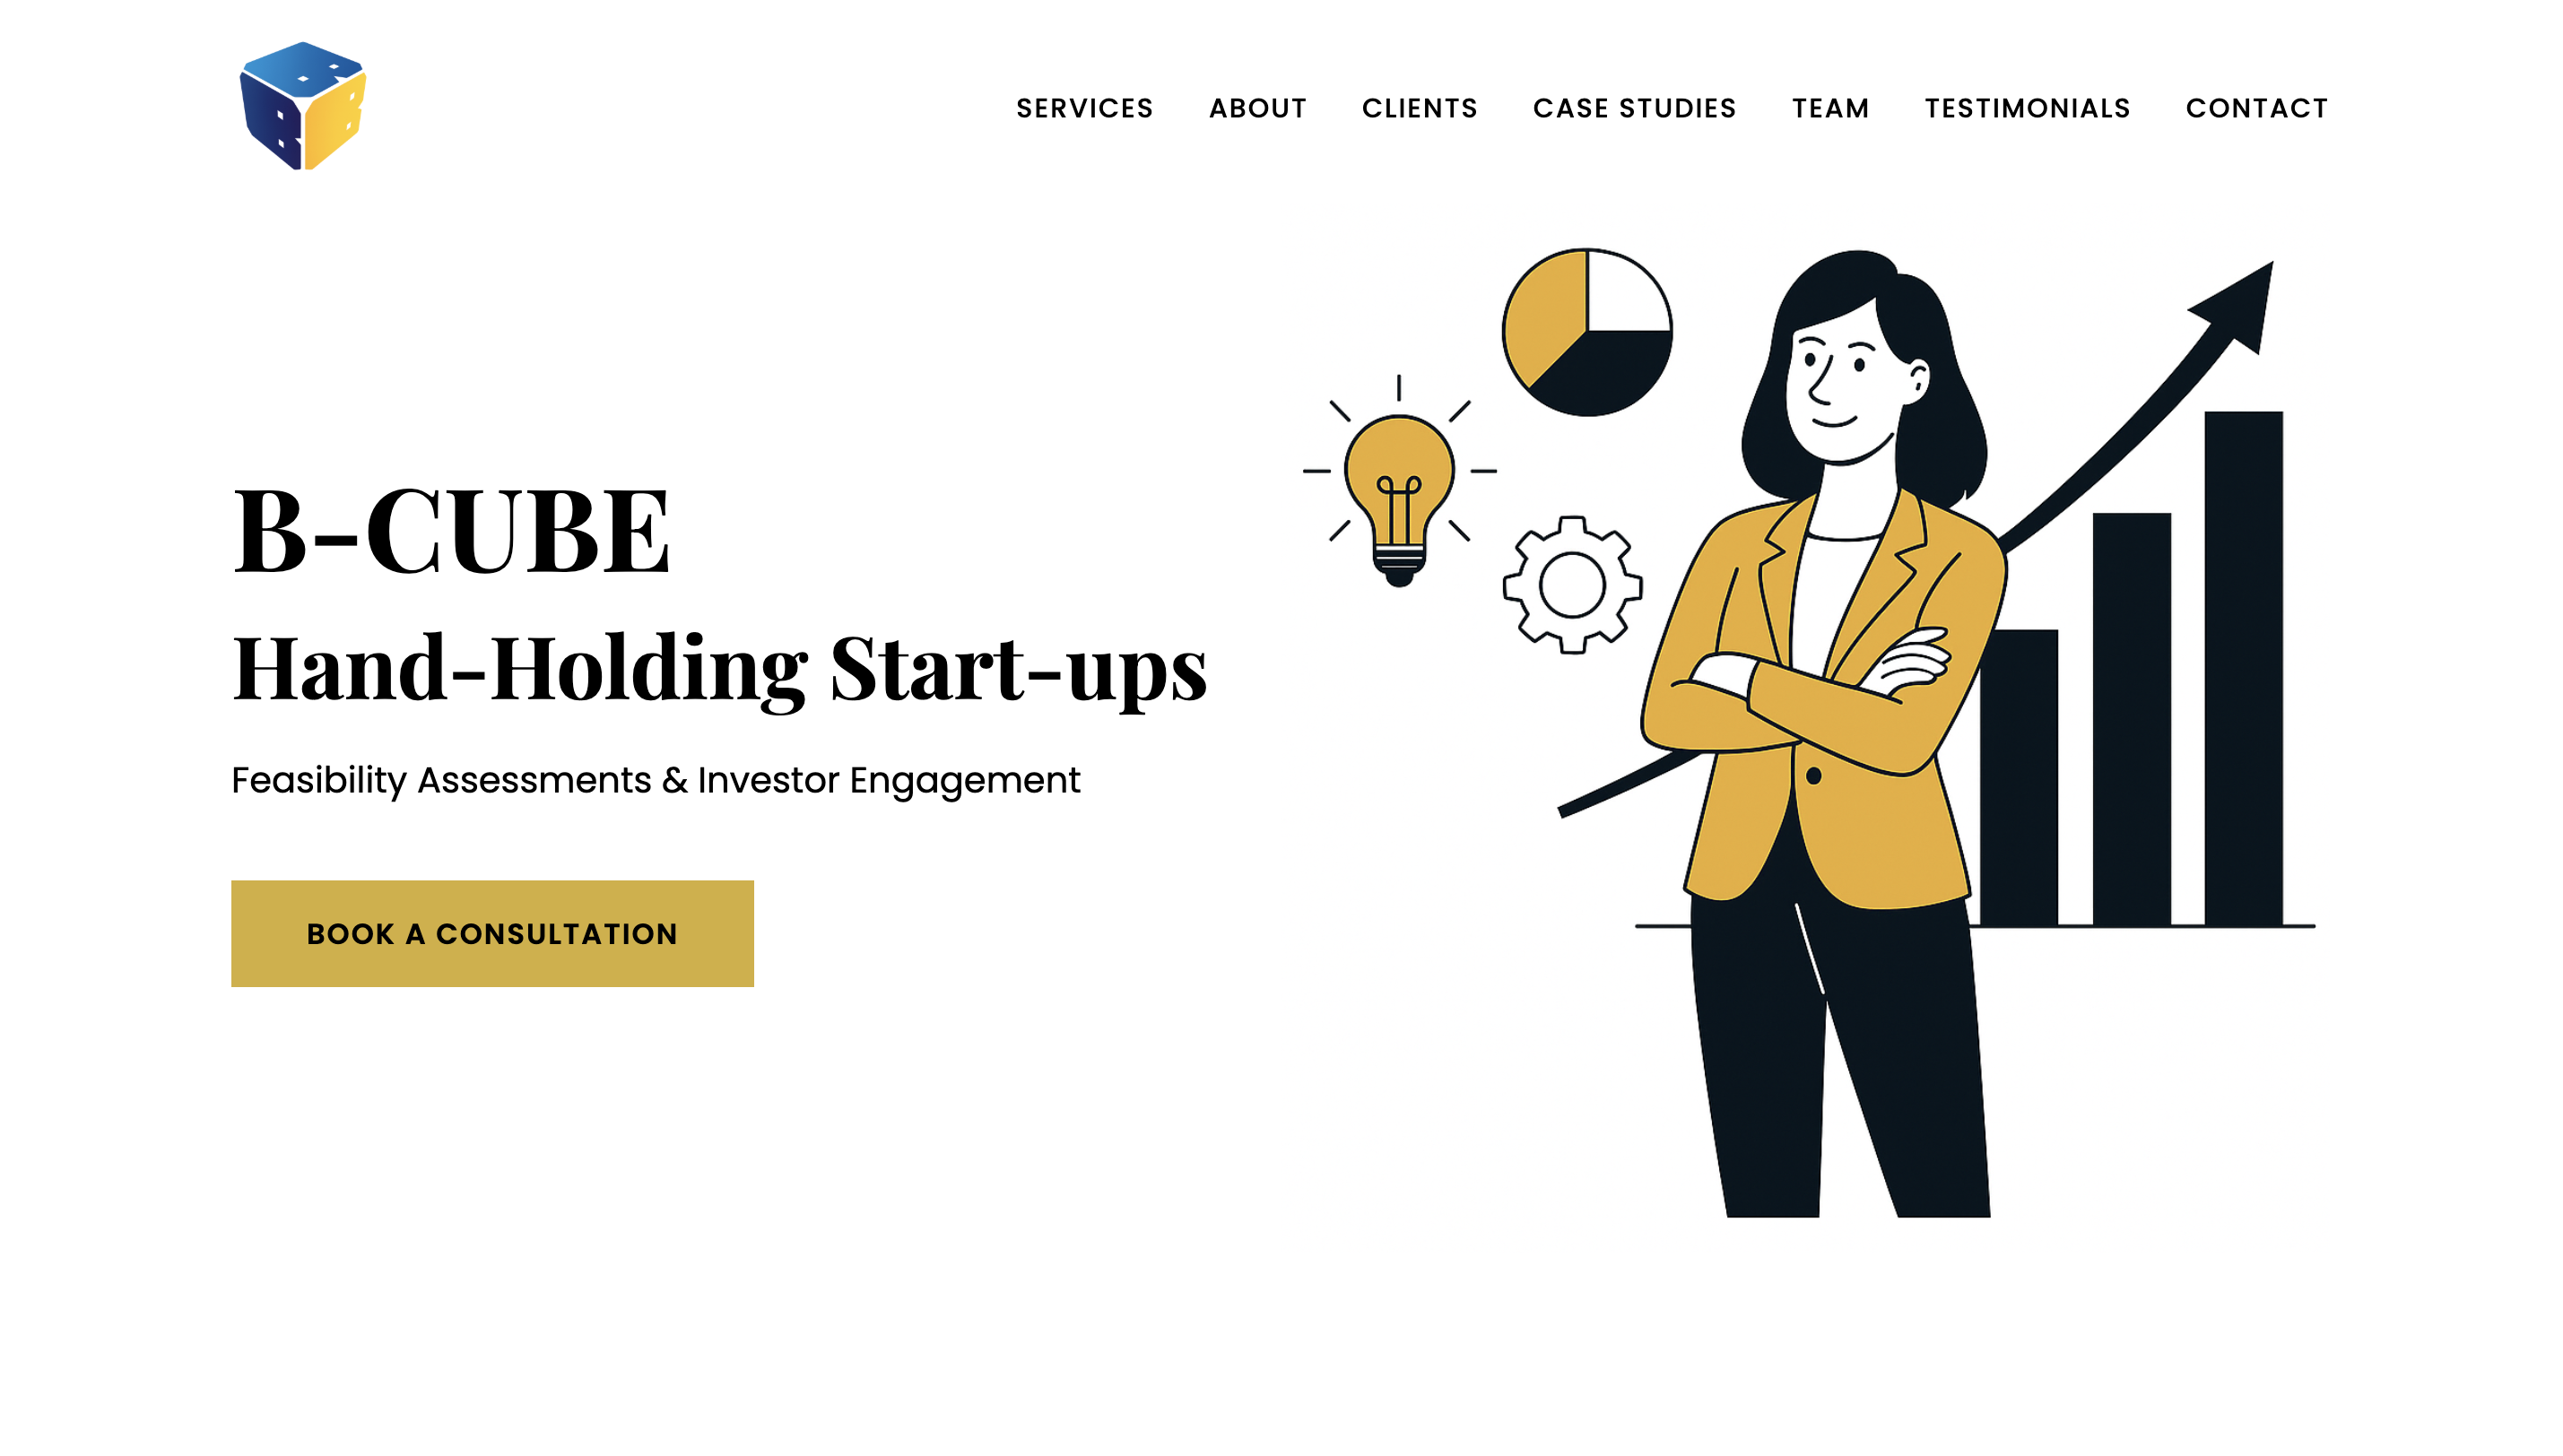 SERVICES ABOUT CLIENTS CASE STUDIES TEAM TESTIMONIALS CONTACT
B-CUBE
Hand-Holding Start-ups
Feasibility Assessments & Investor Engagement
BOOK A CONSULTATION